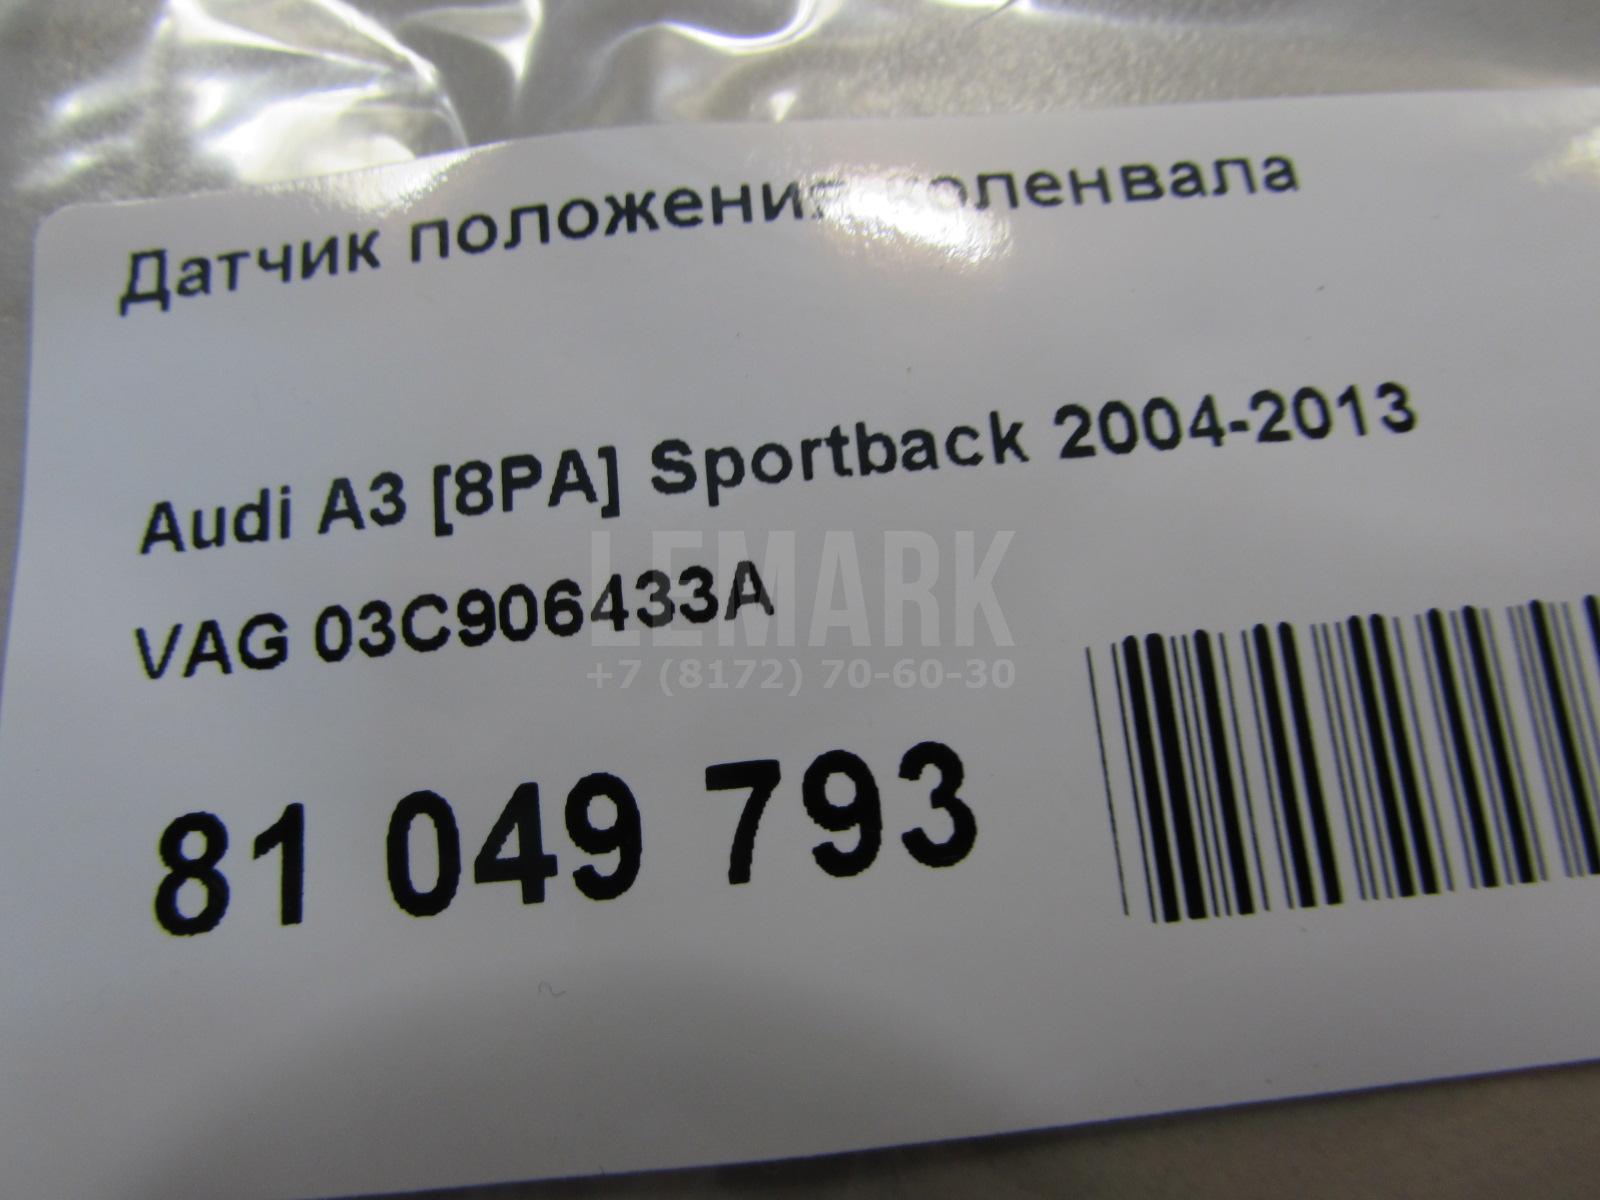 Датчик положения коленвала
Audi A3 [8PA] Sportback 2004-2013
VAG 03C906433A
LEMARK
+7 (8172) 70-60-30
81 049 793